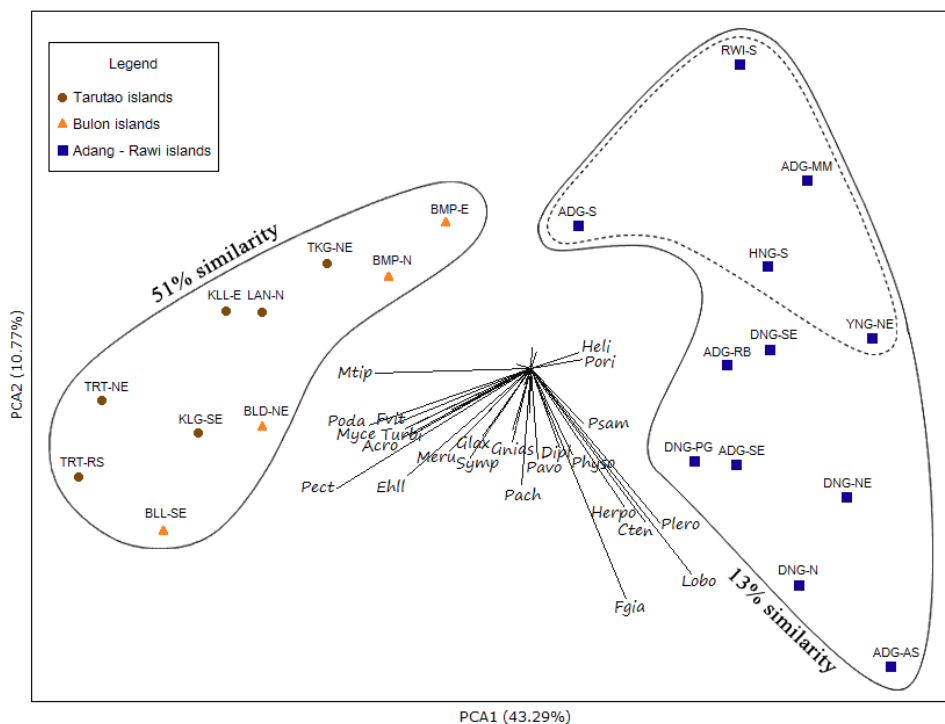 Legend
Tarutao islands
Bulon islands
Adang - Rawi islands
RWI-S
ADG-MM
ADG-S
BMP-E
TKG-NE
BMP-N
HNG-S
51% similarity
KLL-E LAN-N
YNG-NE
DNG-SE
ADG-RB
Heli
Pori
Mtip
TRT-NE
KLG-SE
BLD-NE
Poda
Fvlt
Myce
Turbi
Acro
Meru
Glax
Symp
Gnias
Dipl
Pavo
Psam
Physo
TRT-RS
Pect
Ehll
Pach
DNG-PG
ADG-SE
DNG-NE
Herpo
Cten
Plero
BLL-SE
Lobo
Fgia
DNG-N
13% similarity
ADG-AS
PCA2 (10.77%)
PCA1 (43.29%)